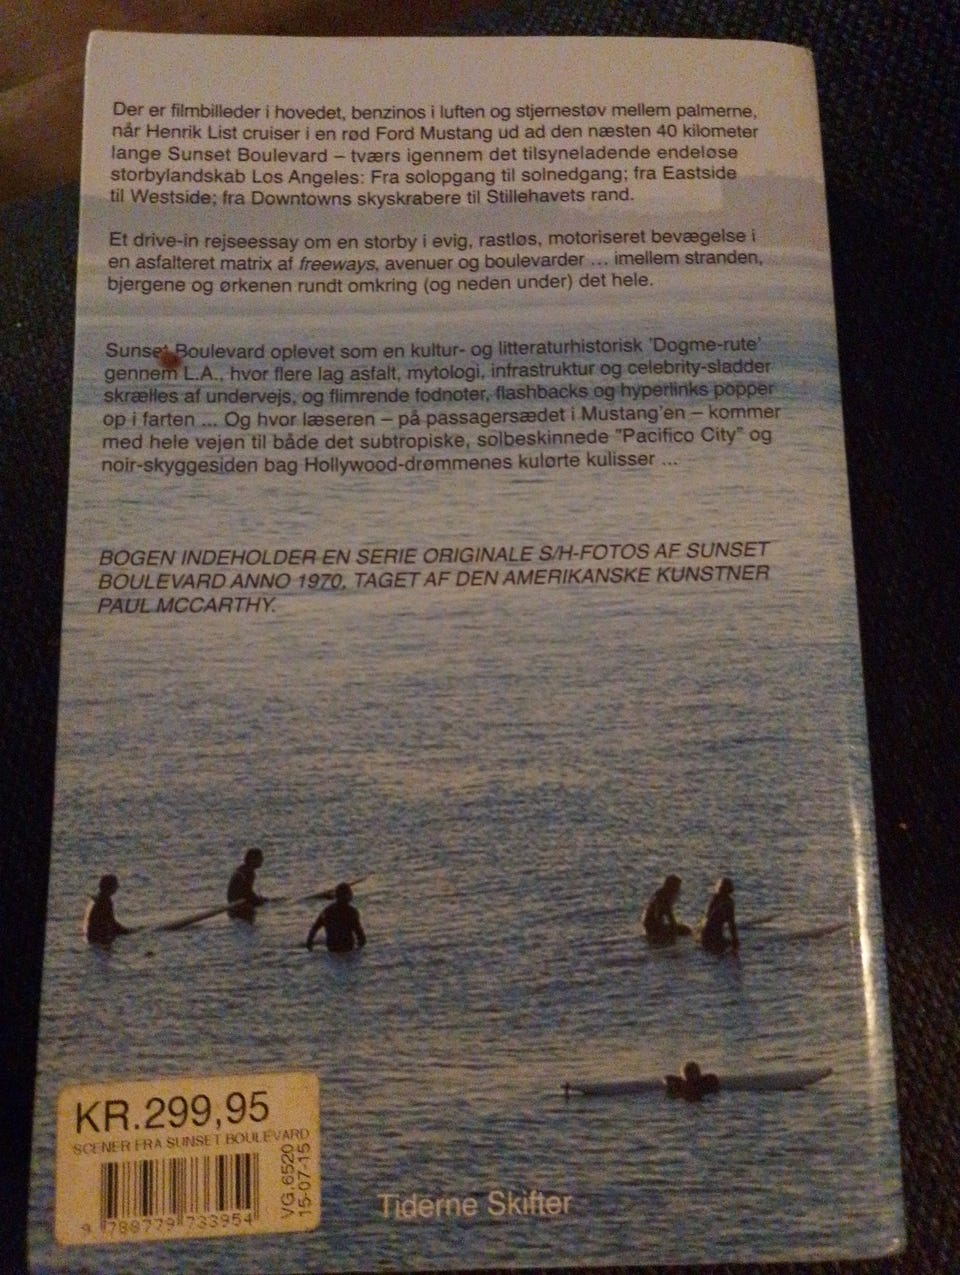 Der er filmbilleder i hovedet, benzinos i luften og stjernestøv mellem palmerne,
når Henrik List cruiser i en rød Ford Mustang ud ad den næsten 40 kilometer
lange Sunset Boulevard – tværs igennem det tilsyneladende endeløse
storbylandskab Los Angeles: Fra solopgang til solnedgang; fra Eastside
til Westside; fra Downtowns skyskrabere til Stillehavets rand.
Et drive-in rejseessay om en storby i evig, rastløs, motoriseret bevægelse i
en asfalteret matrix af freeways, avenuer og boulevarder ... imellem stranden,
bjergene og ørkenen rundt omkring (og neden under) det hele.
Sunset Boulevard oplevet som en kultur- og litteraturhistorisk 'Dogme-rute'
gennem L.A., hvor flere lag asfalt, mytologi, infrastruktur og celebrity-sladder
skrælles af undervejs, og flimrende fodnoter, flashbacks og hyperlinks popper
op i farten ... Og hvor læseren – på passagersædet i Mustang'en – kommer
med hele vejen til både det subtropiske, solbeskinnede "Pacifico City" og
noir-skyggesiden bag Hollywood-drømmenes kulørte kulisser ...
BOGEN INDEHOLDER EN SERIE ORIGINALE S/H-FOTOS AF SUNSET
BOULEVARD ANNO 1970, TAGET AF DEN AMERIKANSKE KUNSTNER
PAUL MCCARTHY.
KR.299,95
SCENER FRA SUNSET BOULEVARD
VG.6520
15-07-15
9 788779 733954
Tiderne Skifter